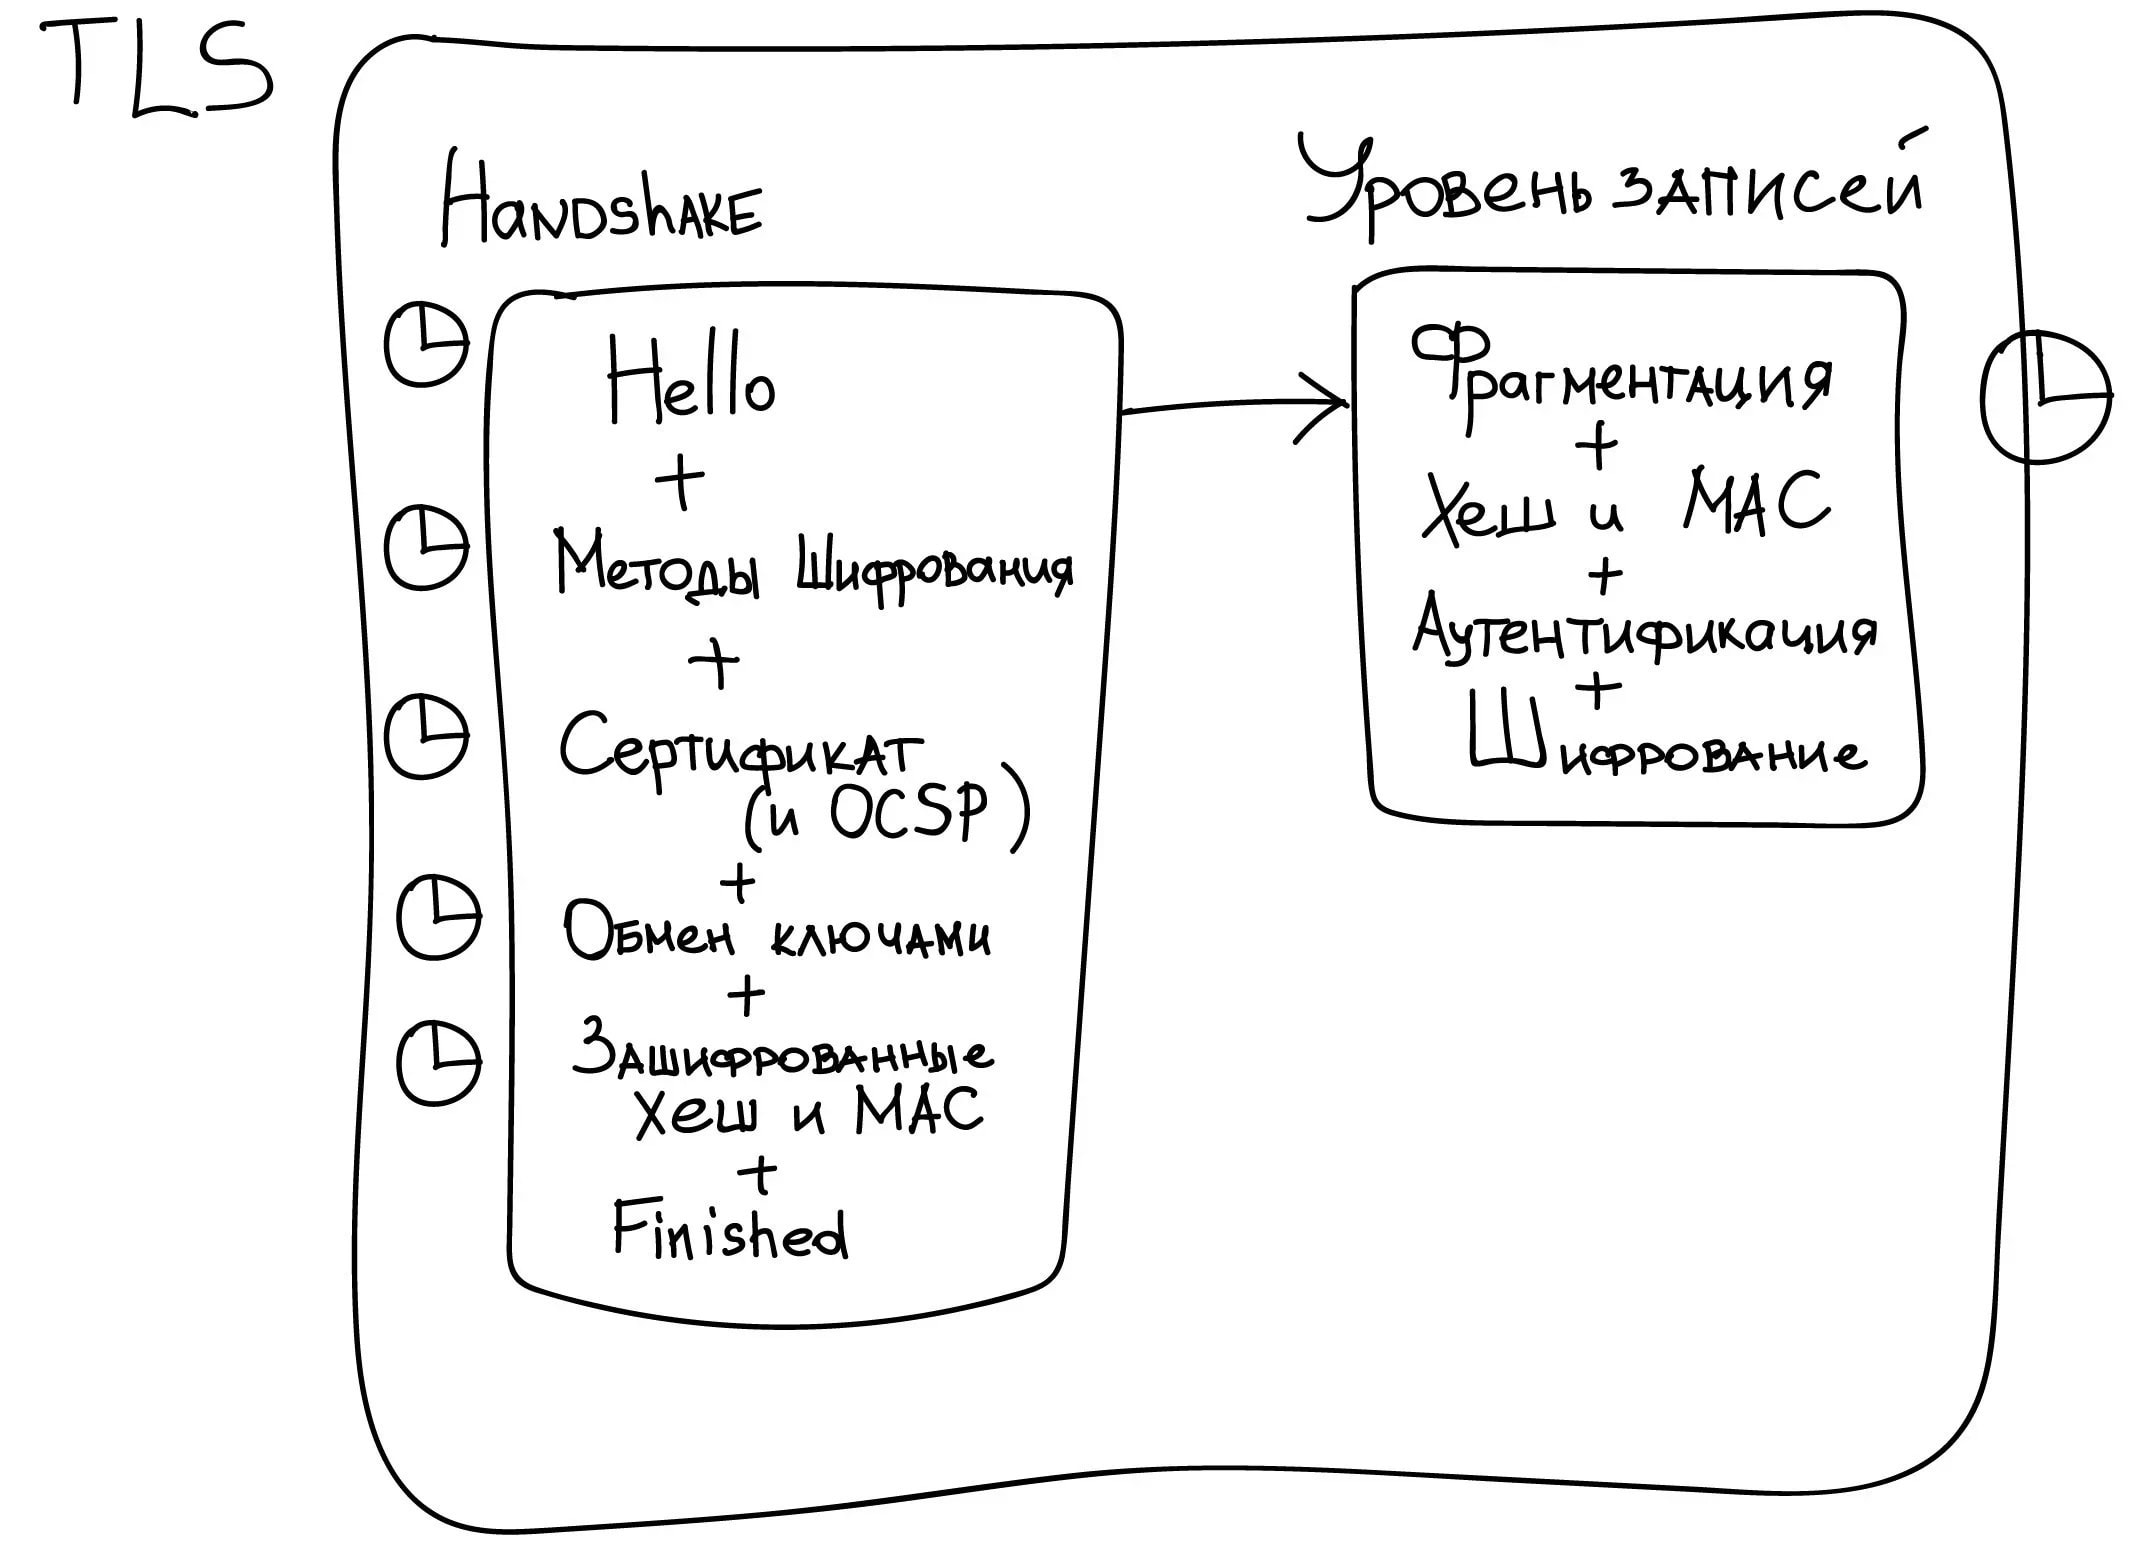 TLS
Handshake
Hello
+
Методы Шифрования
+
Сертификат
(и OCSP)
+
Обмен ключами
+
Зашифрованные
Хеш и MAC
+
Finished
Уровень записей
Фрагментация
+
Хеш и MAC
+
Аутентификация
+
Шифрование